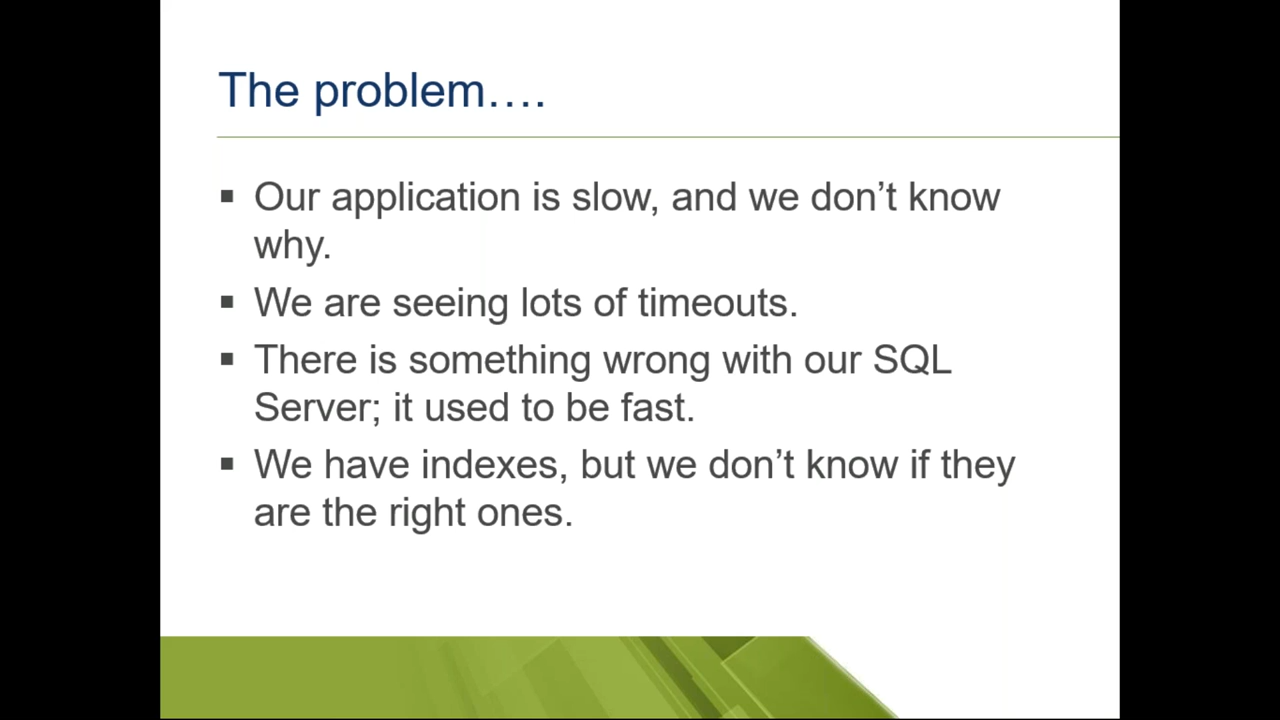 The problem….
▪ Our application is slow, and we don’t know
why.
▪ We are seeing lots of timeouts.
▪ There is something wrong with our SQL
Server; it used to be fast.
▪ We have indexes, but we don’t know if they
are the right ones.